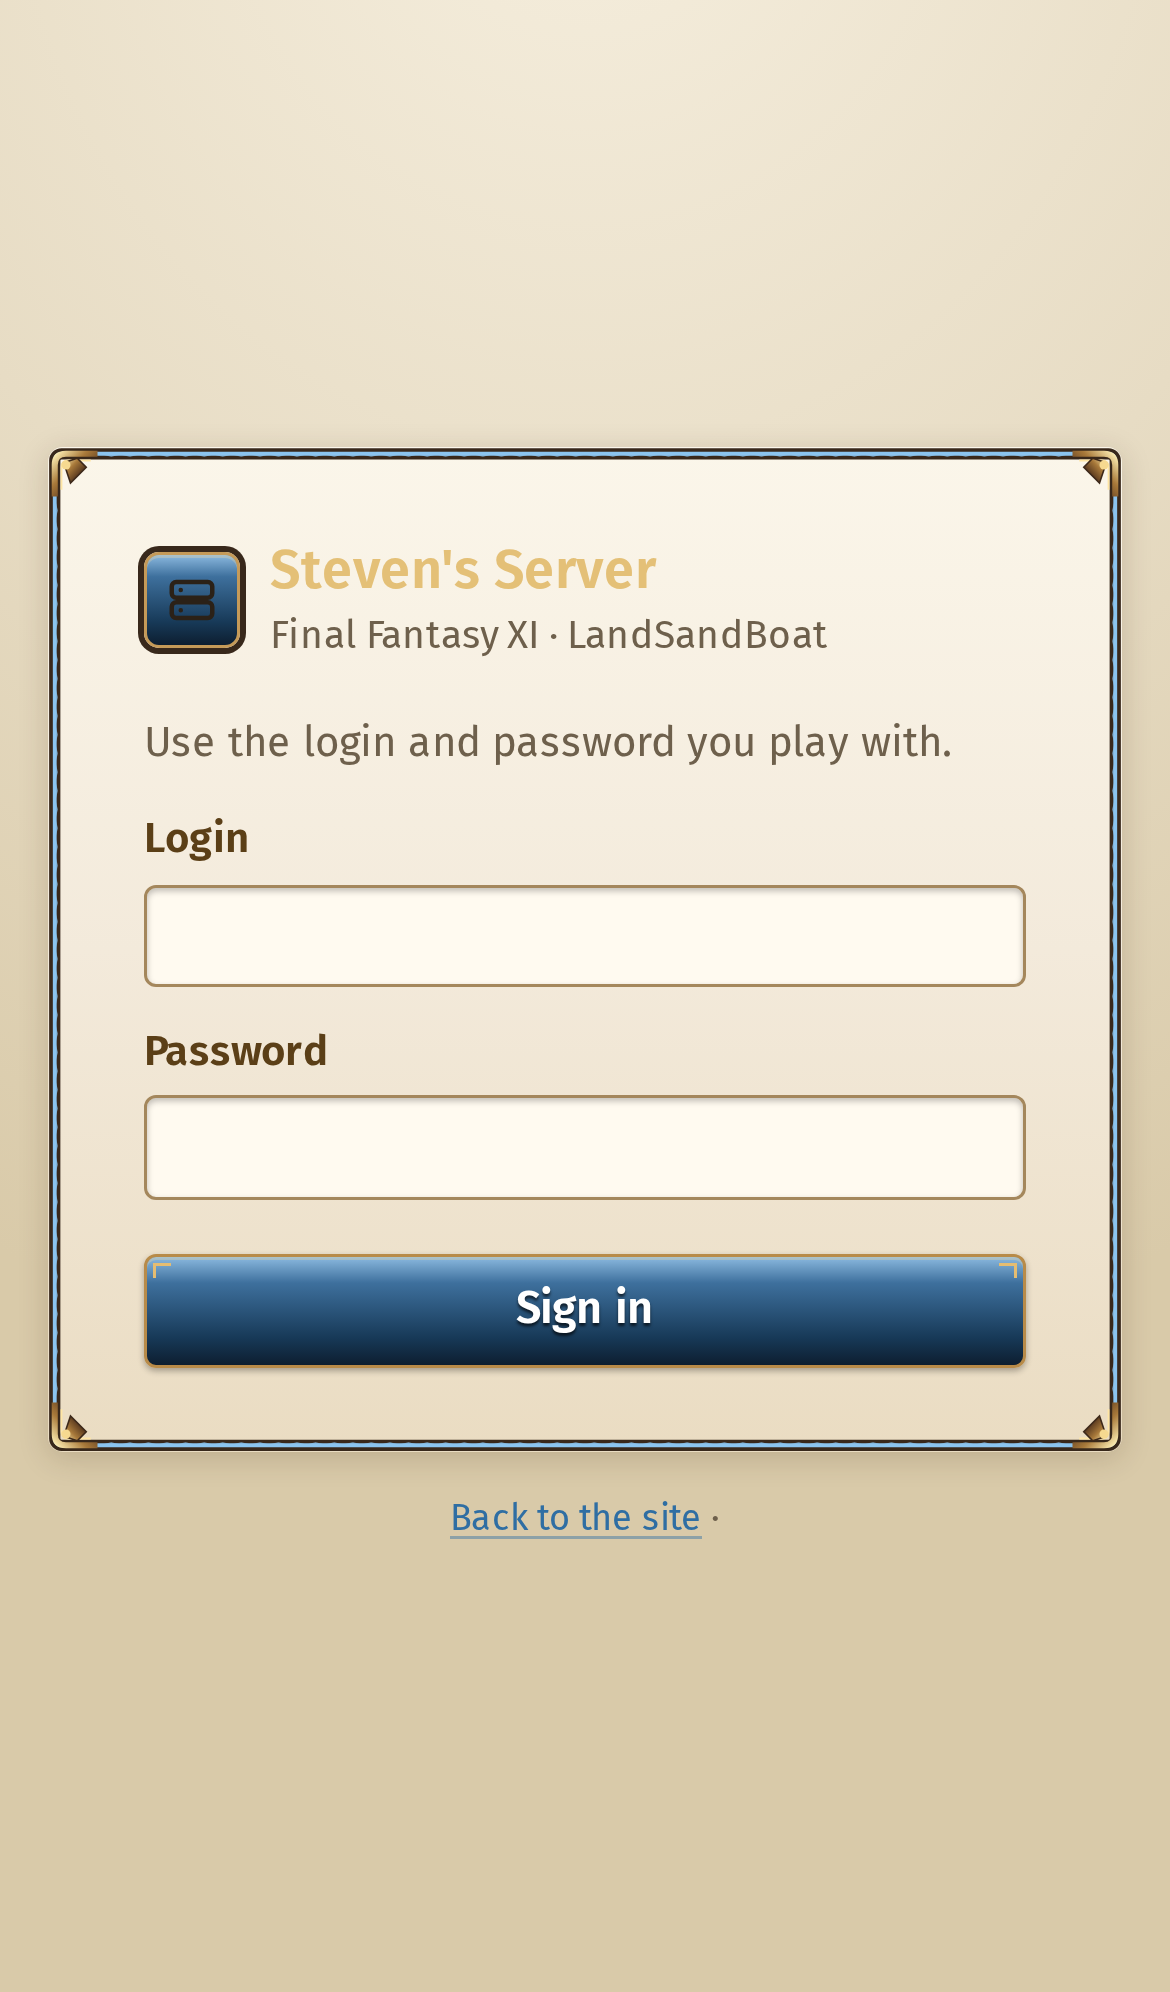 Steven's Server
Final Fantasy XI · LandSandBoat
Use the login and password you play with.
Login
Password
Sign in
Back to the site ·